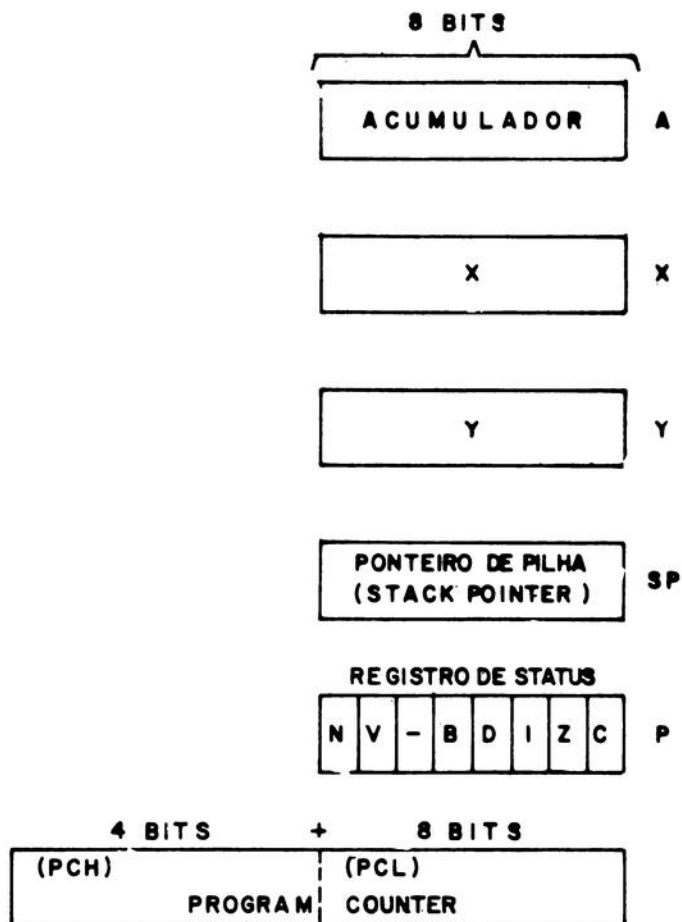 8 BITS
ACUMULADOR A
X X
Y Y
PONTEIRO DE PILHA
(STACK POINTER) SP
REGISTRO DE STATUS
N V - B D I Z C P
4 BITS + 8 BITS
(PCH) (PCL)
PROGRAM COUNTER